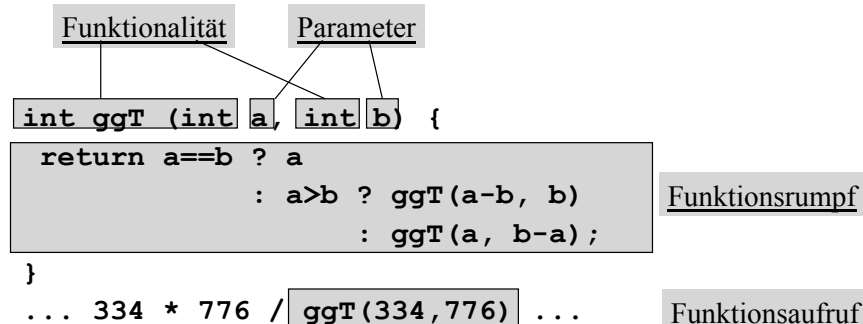 Funktionalität Parameter
int ggT (int a, int b) {
return a==b ? a
: a>b ? ggT(a-b, b)
: ggT(a, b-a);
Funktionsrumpf
}
... 334 * 776 / ggT(334,776) ... Funktionsaufruf